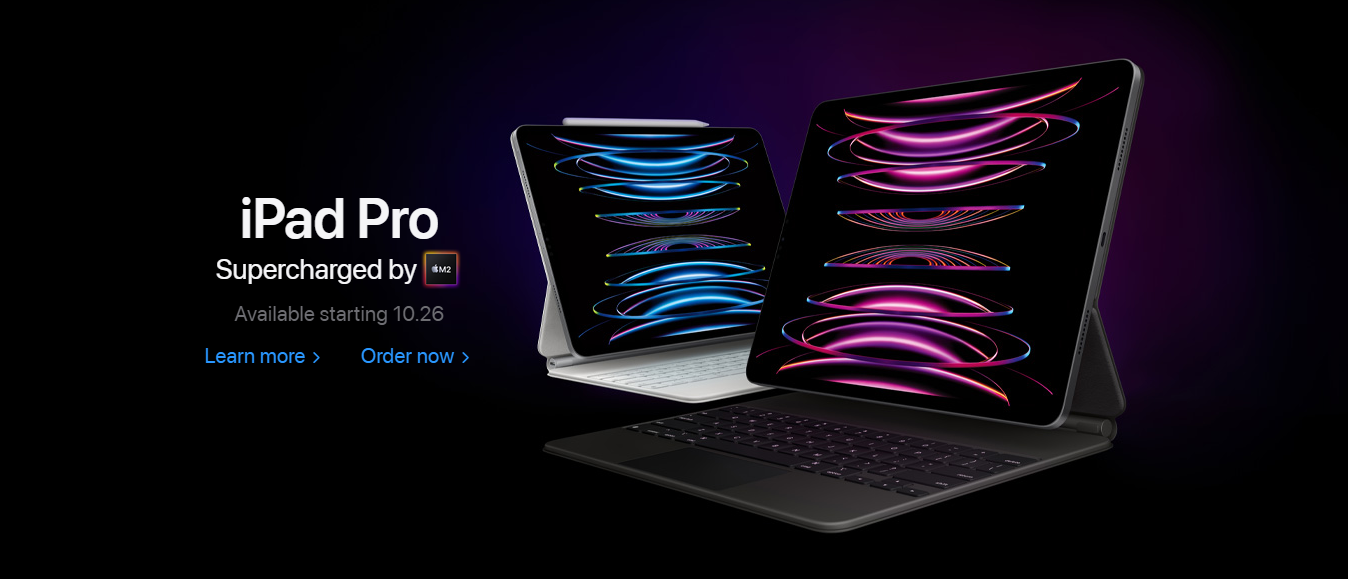 iPad Pro
Supercharged by M2
Available starting 10.26
Learn more >
Order now >